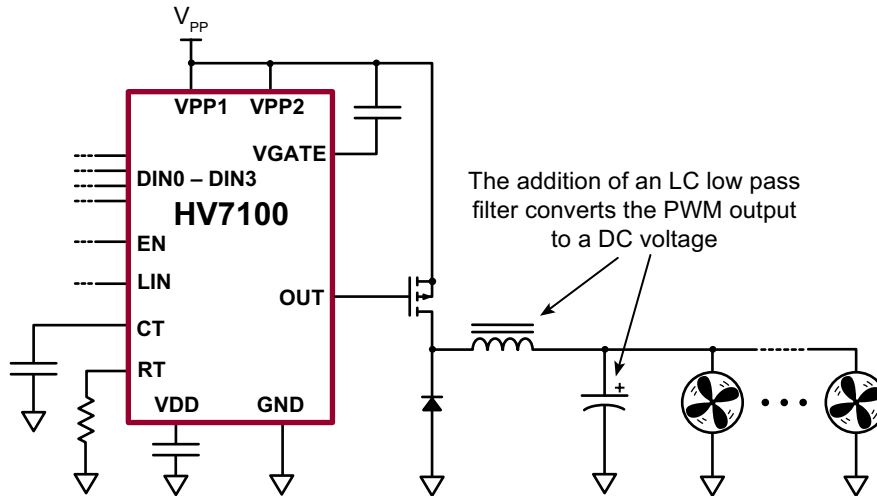 VPP
VPP1 VPP2
VGATE
DIN0 – DIN3
HV7100
The addition of an LC low pass
filter converts the PWM output
to a DC voltage
EN
LIN
OUT
CT
RT
+
VDD GND